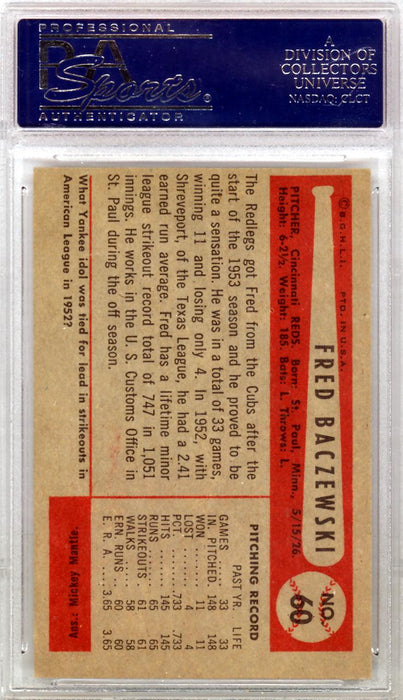 PROFESSIONAL
PSA
Sports ®
AUTHENTICATOR
A
DIVISION OF
COLLECTORS
UNIVERSE
NASDAQ: CLCT
©B.G.H.L.I. PTD. IN U.S.A.
FRED BACZEWSKI
NO.
60
PITCHER, Cincinnati REDS. Born: St. Paul, Minn., 5/15/26.
Height: 6-2½. Weight: 185. Bats: L. Throws: L.
The Redlegs got Fred from the Cubs after the
start of the 1953 season and he proved to be
quite a sensation. He was in a total of 33 games,
winning 11 and losing only 4. In 1952, with
Shreveport, of the Texas League, he had a 2.41
earned run average. Fred has a lifetime minor
league strikeout record total of 747 in 1,051
innings. He works in the U. S. Customs Office in
St. Paul during the off season.
What Yankee idol was tied for lead in strikeouts in
American League in 1952?
PITCHING RECORD
PAST YR. LIFE
GAMES 33 33
IN. PITCHED 148 148
WON 11 11
LOST 4 4
PCT. .733 .733
HITS 145 145
RUNS 65 65
STRIKEOUTS 61 61
WALKS 58 58
ERN. RUNS 60 60
E. R. A. 3.65 3.65
Ans.: Mickey Mantle.